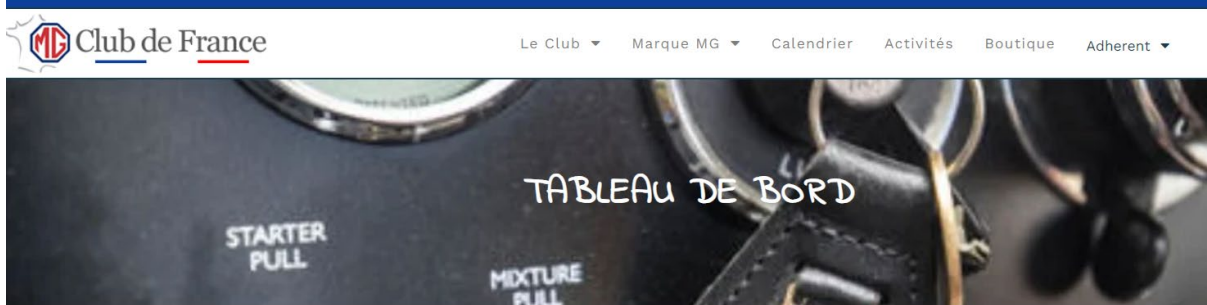 MG Club de France
Le Club Marque MG Calendrier Activités Boutique Adherent
TABLEAU DE BORD
STARTER
PULL
MIXTURE
PULL